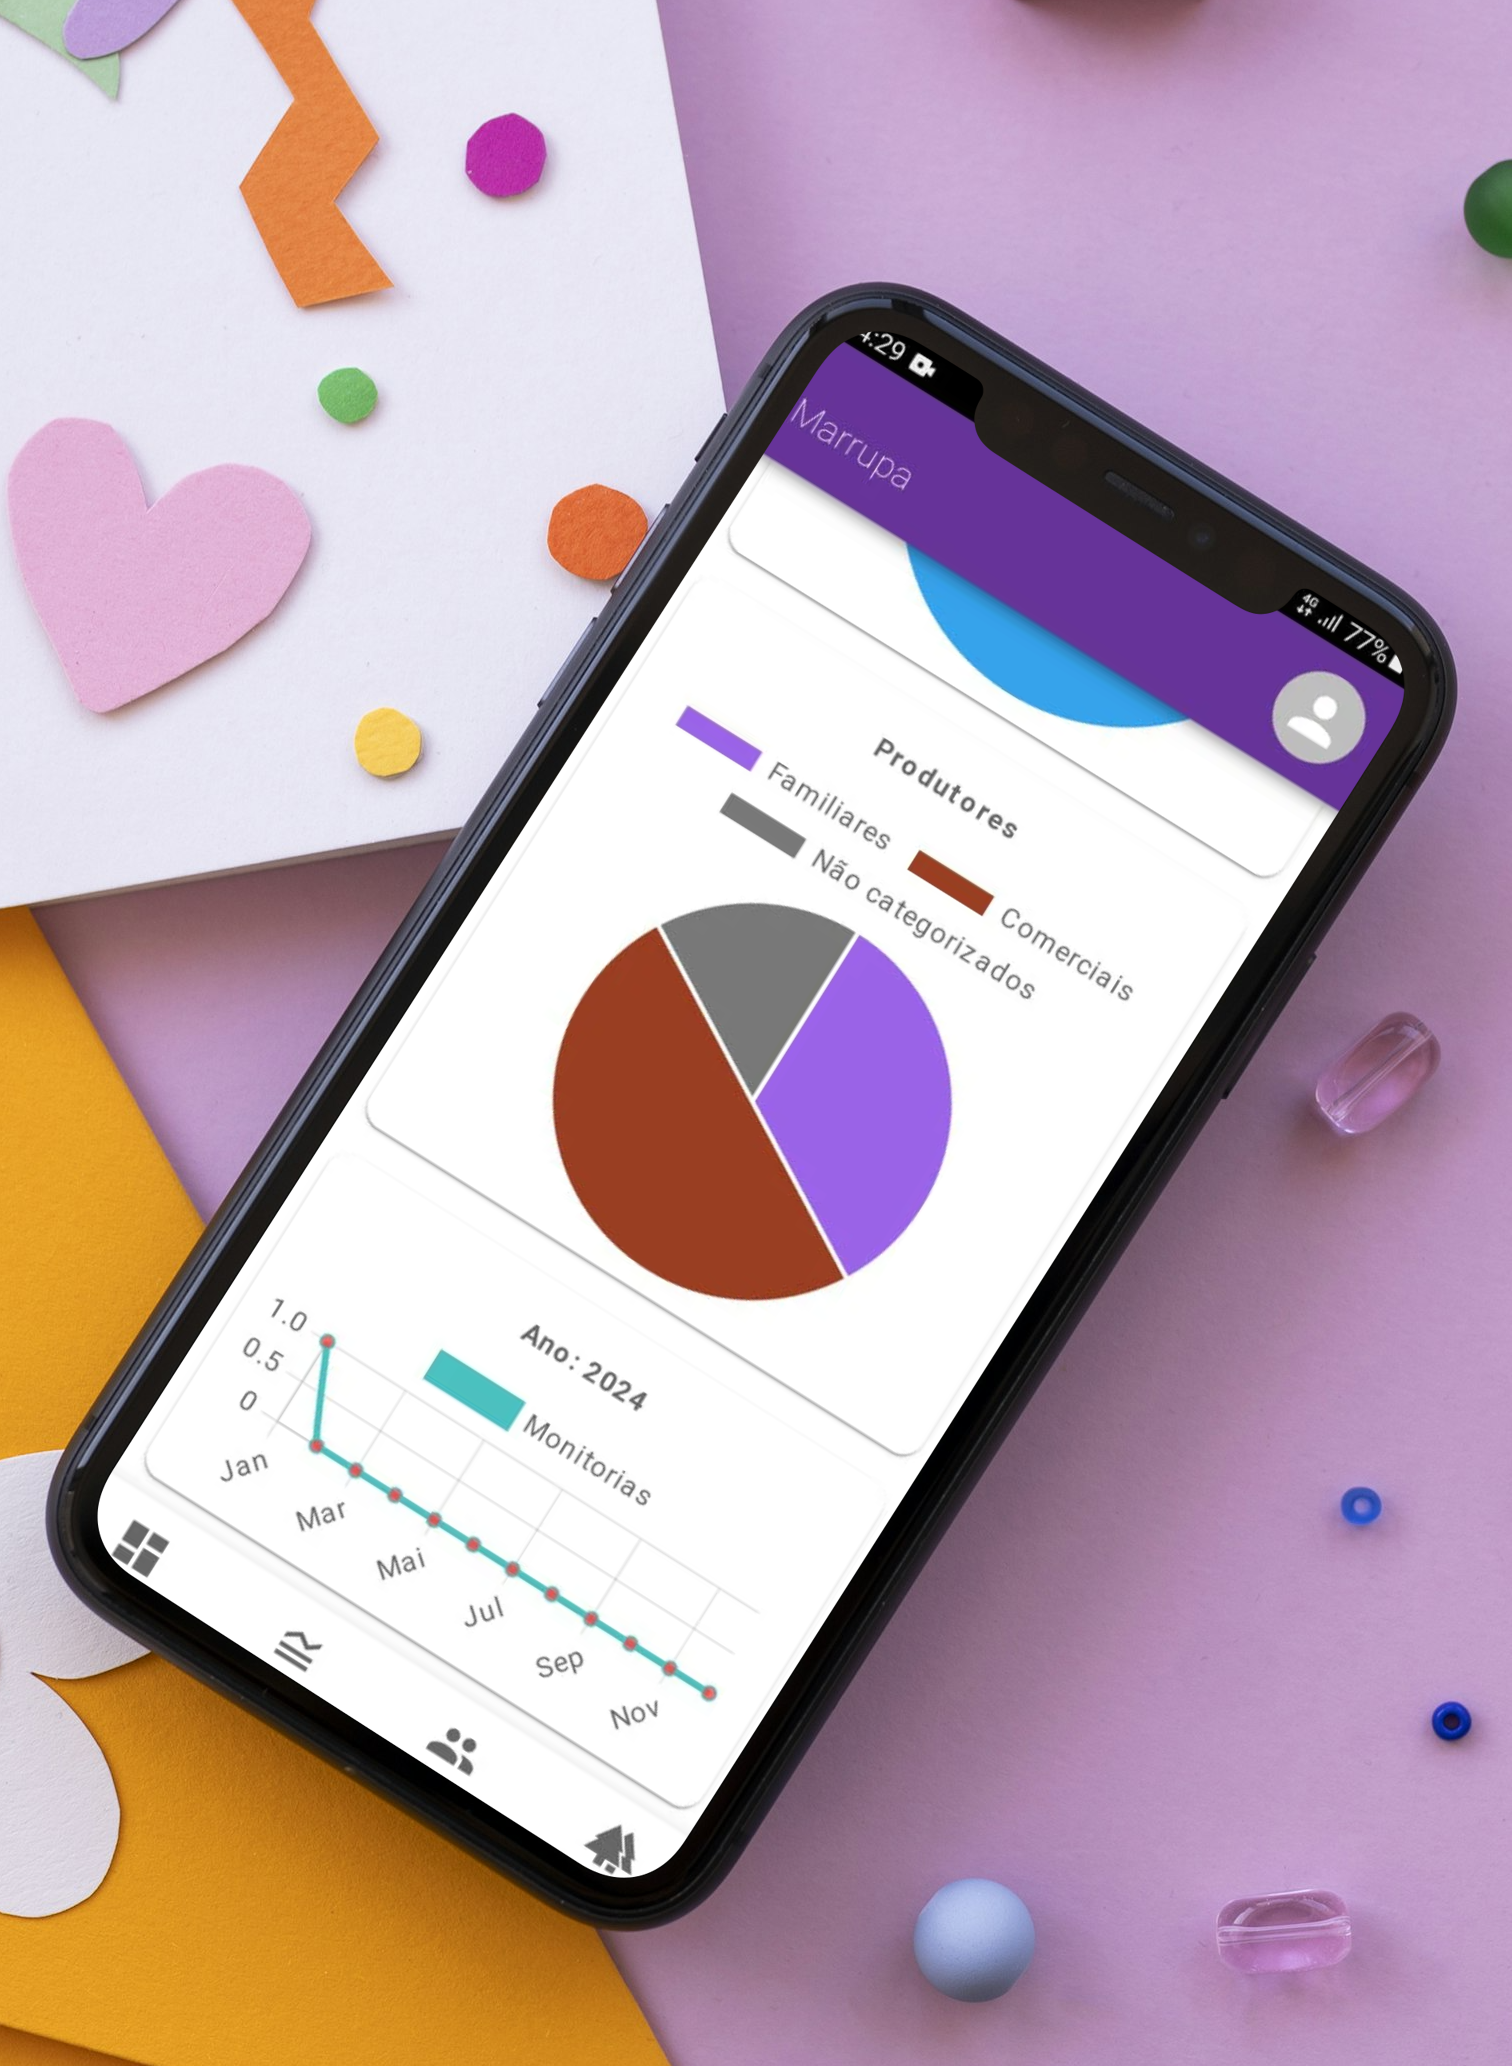 4:29
4G 77%
Marrupa
Produtores
Familiares Comerciais
Não categorizados
Ano: 2024
Monitorias
1.0
0.5
0
Jan Mar Mai Jul Sep Nov